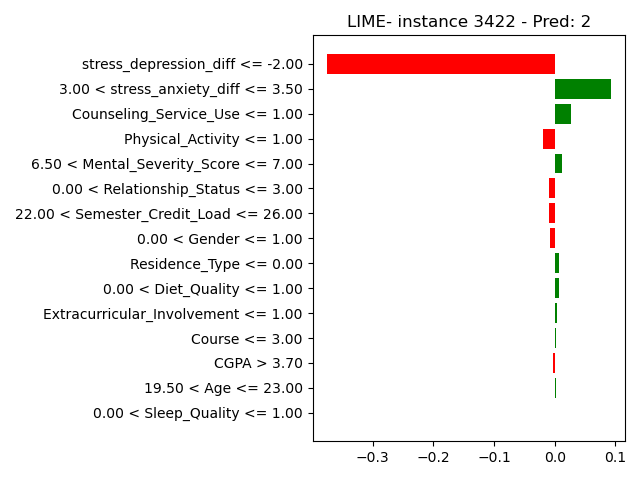 LIME- instance 3422 - Pred: 2
stress_depression_diff <= -2.00
3.00 < stress_anxiety_diff <= 3.50
Counseling_Service_Use <= 1.00
Physical_Activity <= 1.00
6.50 < Mental_Severity_Score <= 7.00
0.00 < Relationship_Status <= 3.00
22.00 < Semester_Credit_Load <= 26.00
0.00 < Gender <= 1.00
Residence_Type <= 0.00
0.00 < Diet_Quality <= 1.00
Extracurricular_Involvement <= 1.00
Course <= 3.00
CGPA > 3.70
19.50 < Age <= 23.00
0.00 < Sleep_Quality <= 1.00
−0.3 −0.2 −0.1 0.0 0.1